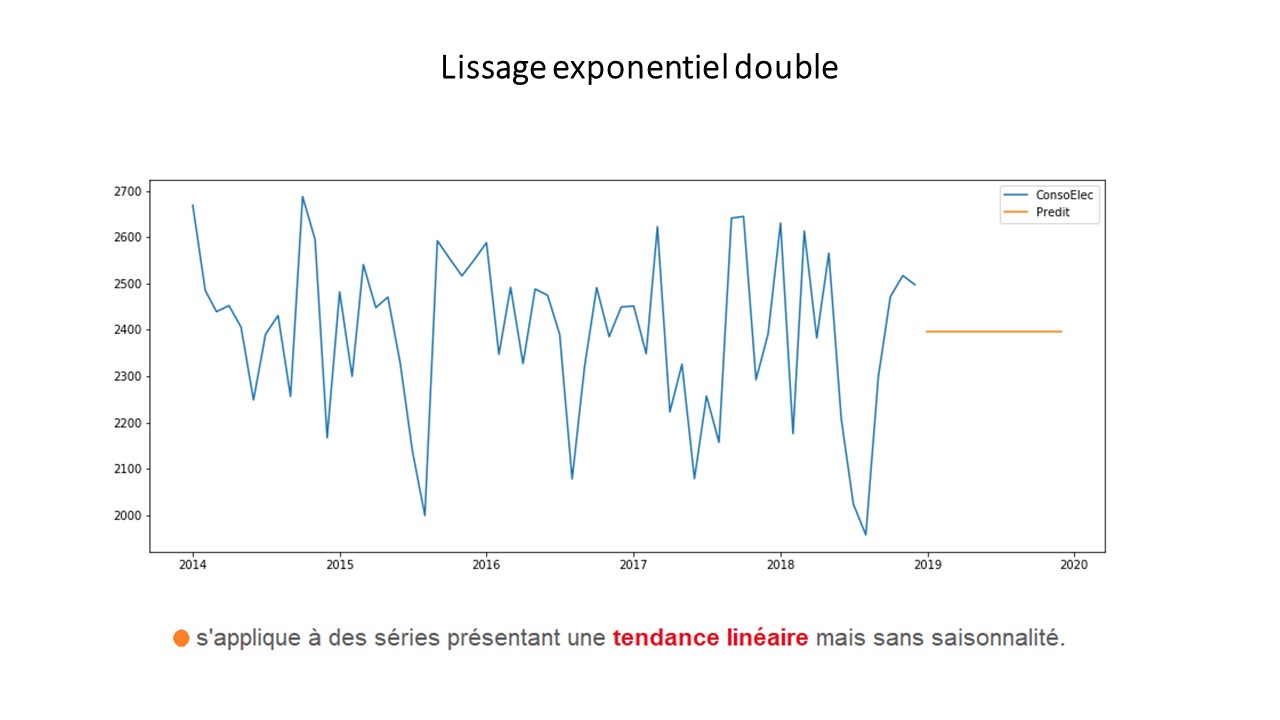 Lissage exponentiel double
2700
2600
2500
2400
2300
2200
2100
2000
ConsoElec
Predit
2014 2015 2016 2017 2018 2019 2020
s'applique à des séries présentant une tendance linéaire mais sans saisonnalité.